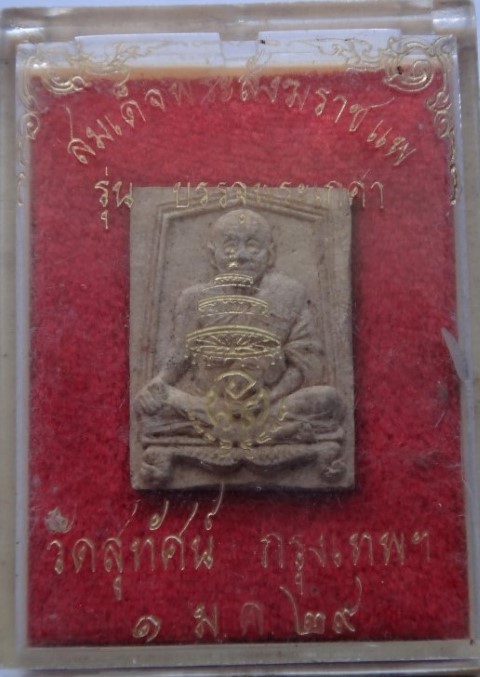 สมเด็จพระสังฆราชแพ
รุ่น บรรจุพระเกศา
วัดสุทัศน์ กรุงเทพฯ
๑ ม.ค ๒๙